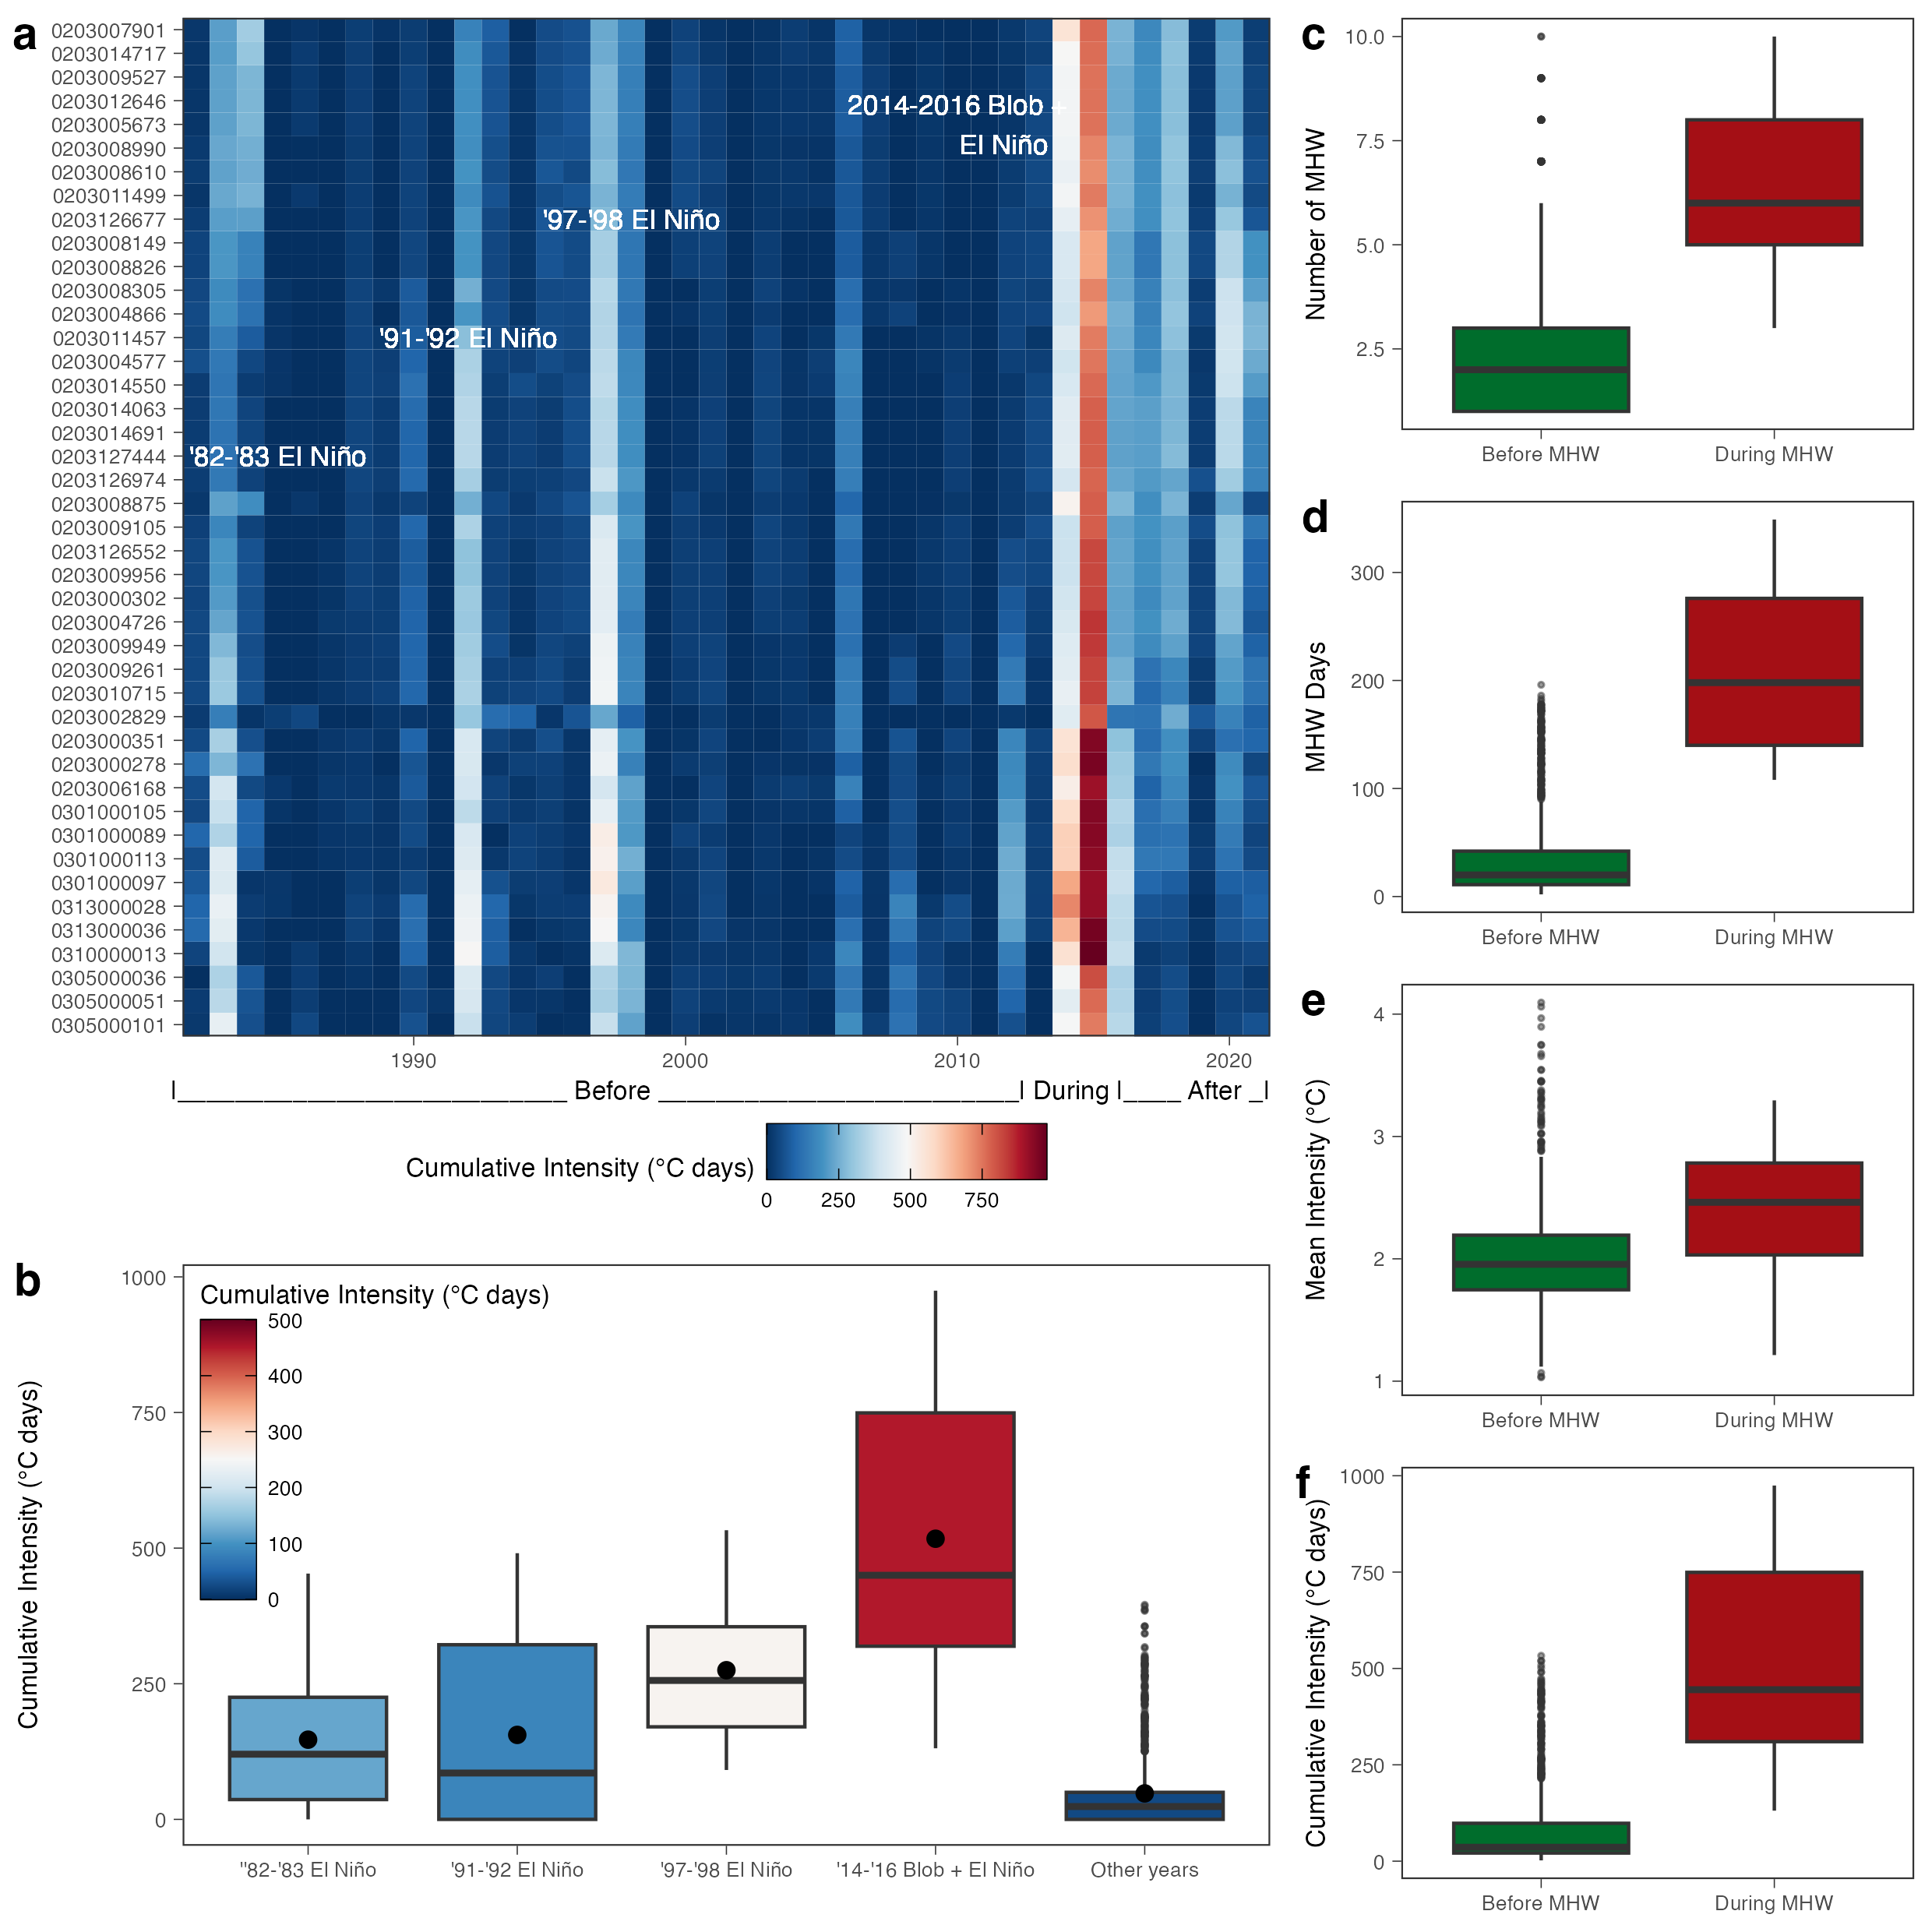 a
0203007901
0203014717
0203009527
0203012646
0203005673
0203008990
0203008610
0203011499
0203126677
0203008149
0203008826
0203008305
0203004866
0203011457
0203004577
0203014550
0203014063
0203014691
0203127444
0203126974
0203008875
0203009105
0203126552
0203009956
0203000302
0203004726
0203009949
0203009261
0203010715
0203002829
0203000351
0203000278
0203006168
0301000105
0301000089
0301000113
0301000097
0313000028
0313000036
0310000013
0305000036
0305000051
0305000101
2014-2016 Blob +
El Niño
'97-'98 El Niño
'91-'92 El Niño
'82-'83 El Niño
1990 2000 2010 2020
|___________________________ Before _________________________| During |____ After _|
Cumulative Intensity (°C days)
0 250 500 750
b
Cumulative Intensity (°C days)
1000
750
500
250
0
Cumulative Intensity (°C days)
500
400
300
200
100
0
"82-'83 El Niño '91-'92 El Niño '97-'98 El Niño '14-'16 Blob + El Niño Other years
c
Number of MHW
10.0
7.5
5.0
2.5
Before MHW During MHW
d
MHW Days
300
200
100
0
Before MHW During MHW
e
Mean Intensity (°C)
4
3
2
1
Before MHW During MHW
f
Cumulative Intensity (°C days)
1000
750
500
250
0
Before MHW During MHW